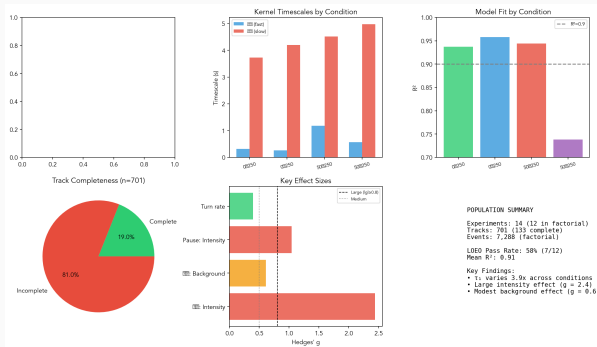 Kernel Timescales by Condition
Model Fit by Condition
1.0
0.8
0.6
0.4
0.2
0.0
0.0 0.2 0.4 0.6 0.8 1.0
Timescale (s)
5
4
3
2
1
0
(fast)
(slow)
R²
1.00
0.95
0.90
0.85
0.80
0.75
0.70
R²=0.9
Track Completeness (n=701)
Complete
19.0%
81.0%
Incomplete
Key Effect Sizes
Turn rate
Pause: Intensity
: Background
: Intensity
Large (|g|≥0.8)
Medium
0.0 0.5 1.0 1.5 2.0 2.5
Hedges' g
POPULATION SUMMARY
Experiments: 14 (12 in factorial)
Tracks: 701 (133 complete)
Events: 7,288 (factorial)
LOEO Pass Rate: 58% (7/12)
Mean R²: 0.91
Key Findings:
• τ₁ varies 3.9x across conditions
• Large intensity effect (g = 2.4)
• Modest background effect (g = 0.6